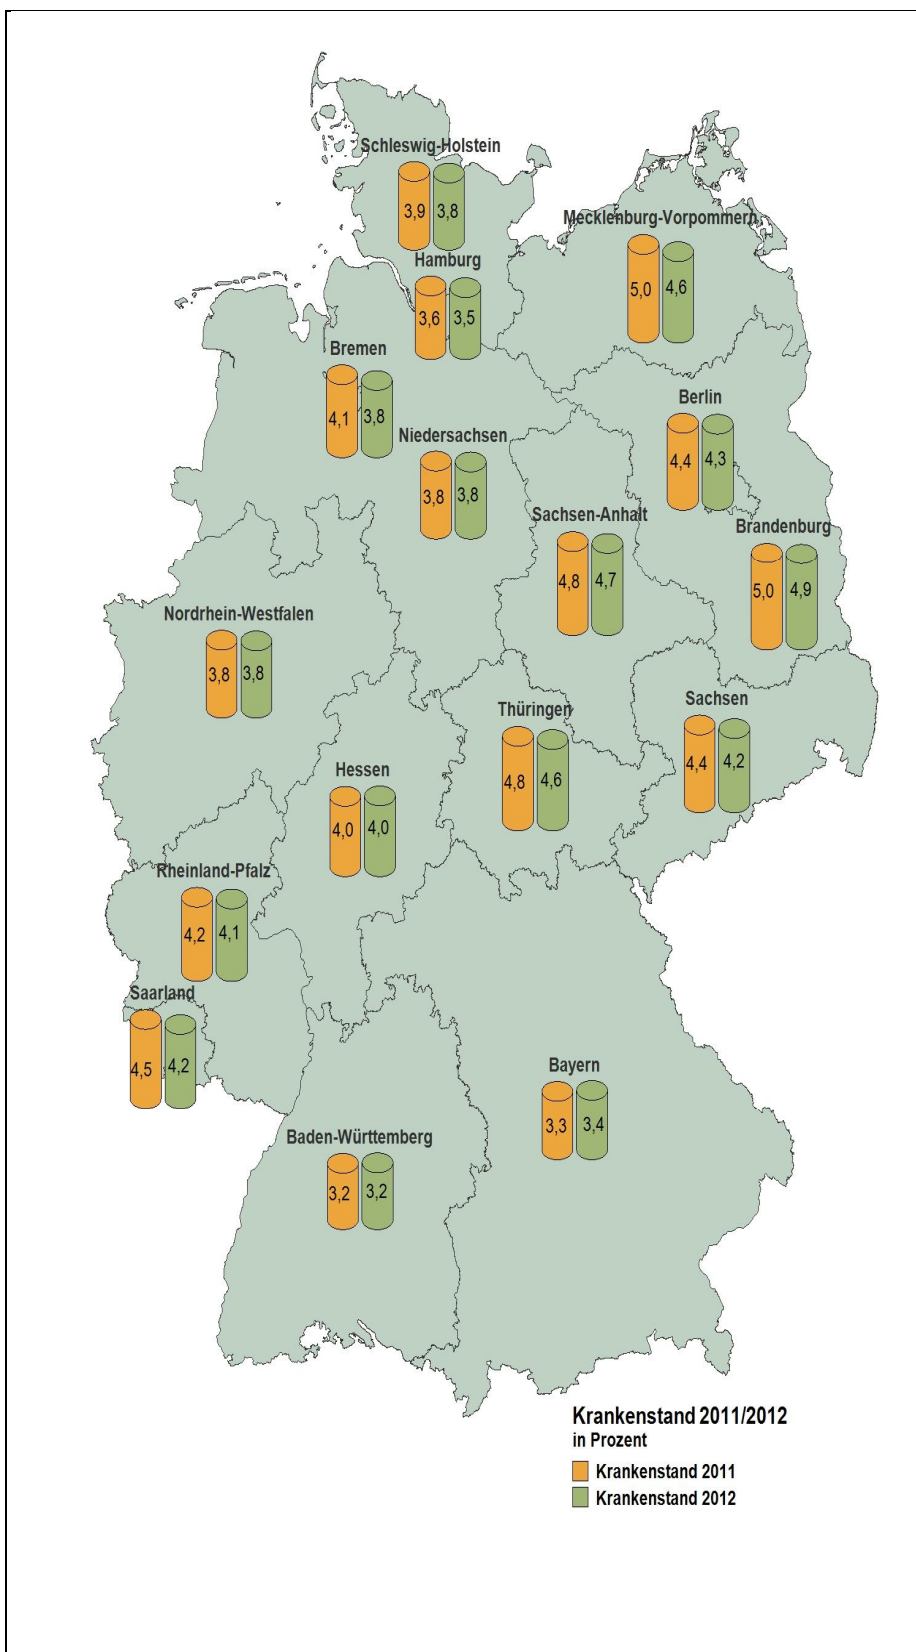 Schleswig-Holstein
3,9 3,8
Mecklenburg-Vorpommern
5,0 4,6
Hamburg
3,6 3,5
Bremen
4,1 3,8
Berlin
4,4 4,3
Niedersachsen
3,8 3,8
Sachsen-Anhalt
4,8 4,7
Brandenburg
5,0 4,9
Nordrhein-Westfalen
3,8 3,8
Sachsen
4,4 4,2
Thüringen
4,8 4,6
Hessen
4,0 4,0
Rheinland-Pfalz
4,2 4,1
Saarland
4,5 4,2
Bayern
3,3 3,4
Baden-Württemberg
3,2 3,2
Krankenstand 2011/2012
in Prozent
Krankenstand 2011
Krankenstand 2012